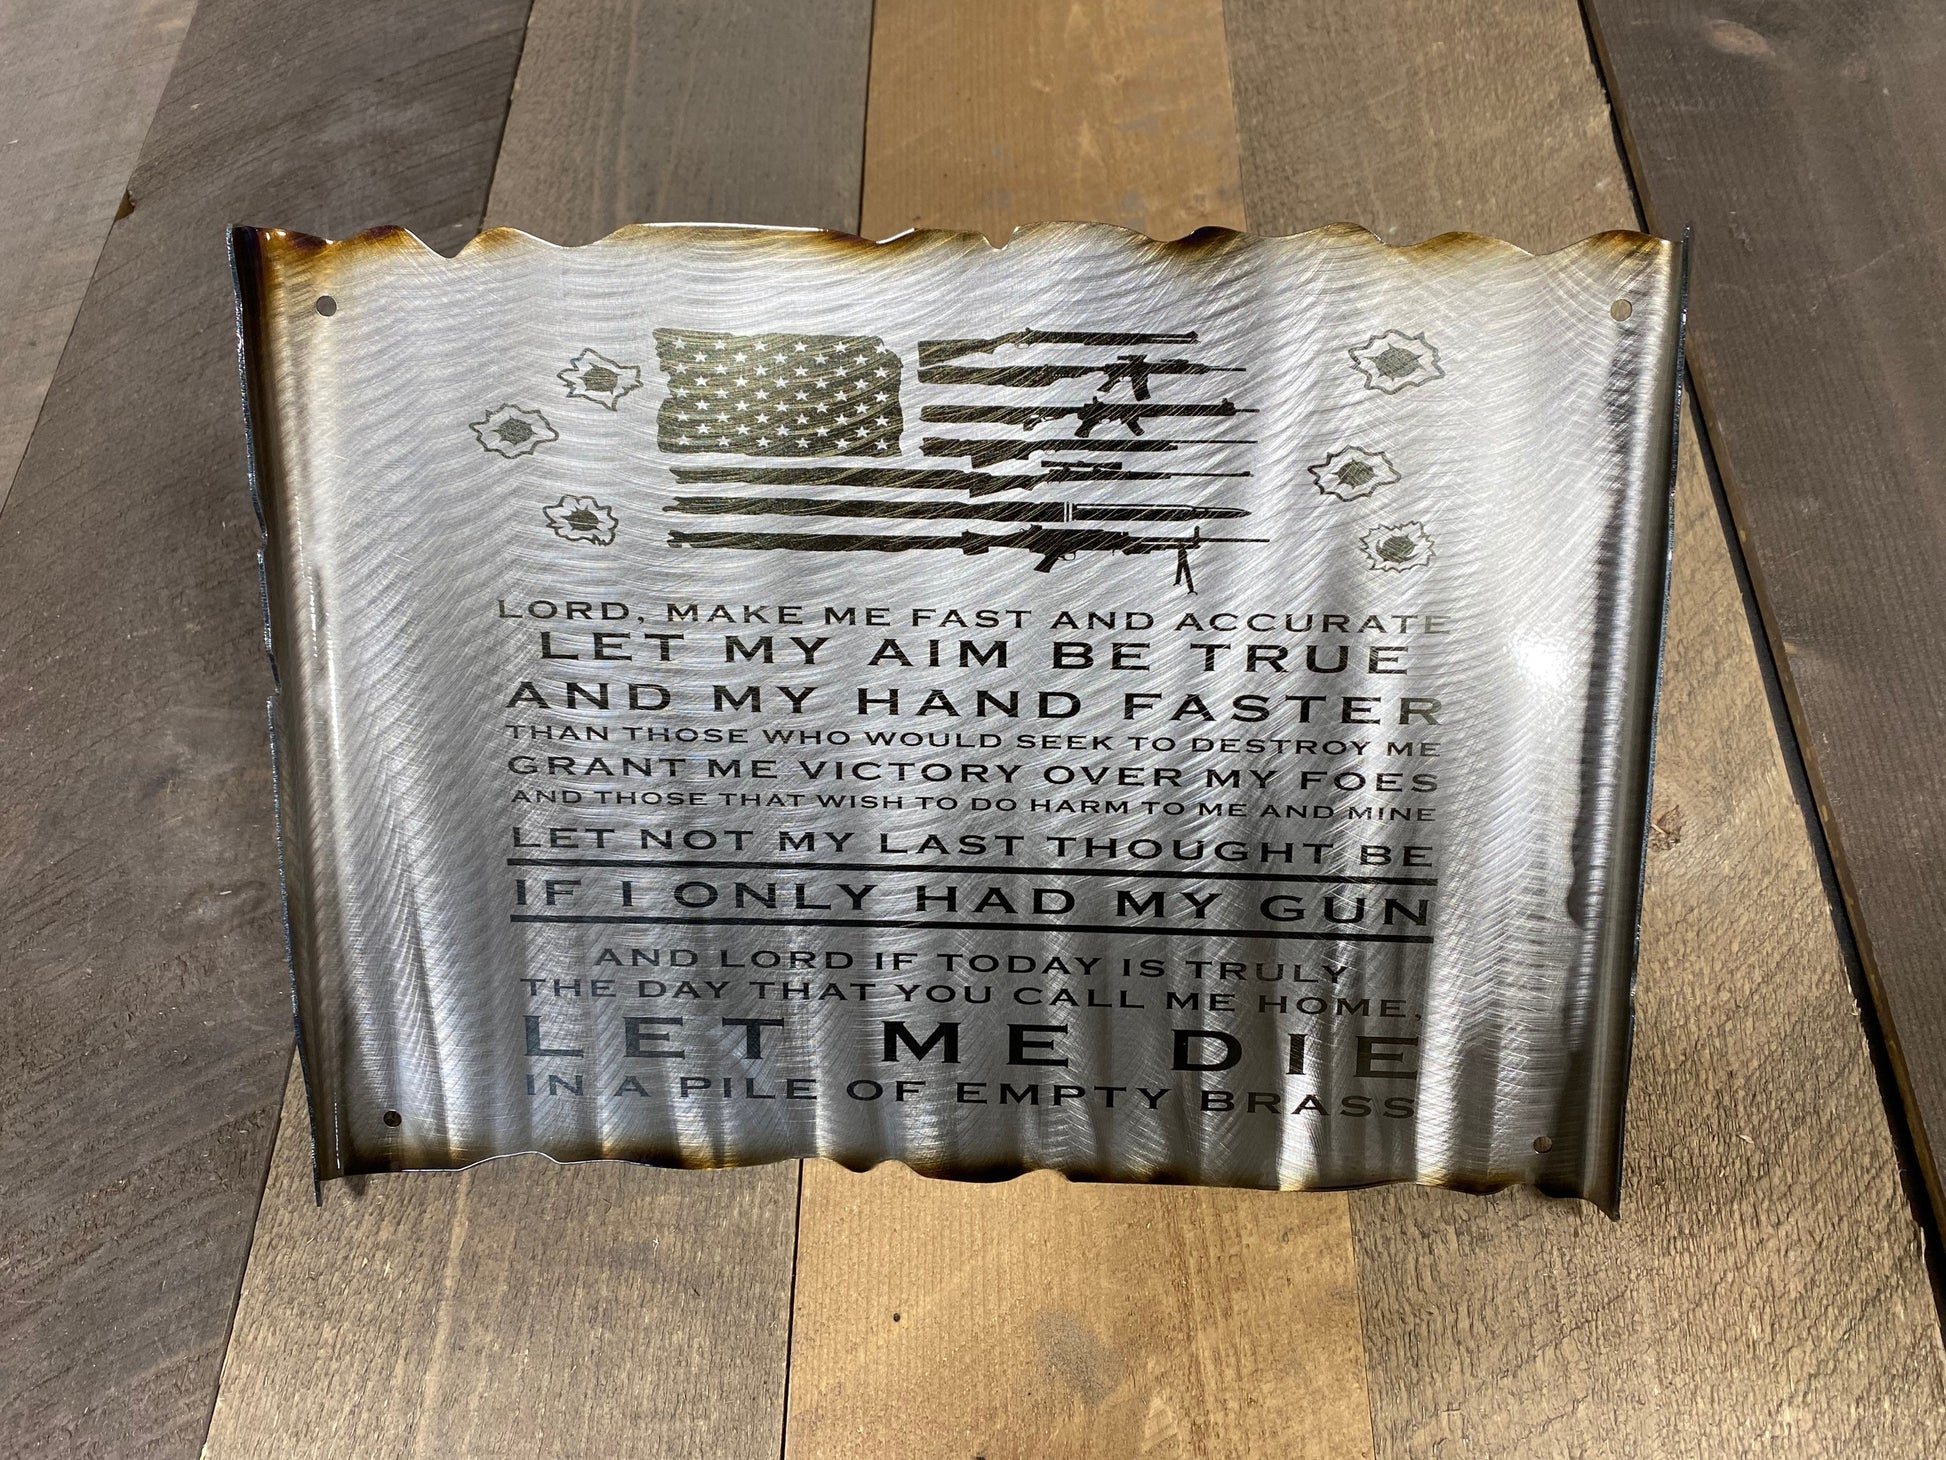 LORD, MAKE ME FAST AND ACCURATE
LET MY AIM BE TRUE
AND MY HAND FASTER
THAN THOSE WHO WOULD SEEK TO DESTROY ME
GRANT ME VICTORY OVER MY FOES
AND THOSE THAT WISH TO DO HARM TO ME AND MINE
LET NOT MY LAST THOUGHT BE
IF I ONLY HAD MY GUN
AND LORD IF TODAY IS TRULY
THE DAY THAT YOU CALL ME HOME,
LET ME DIE
IN A PILE OF EMPTY BRASS